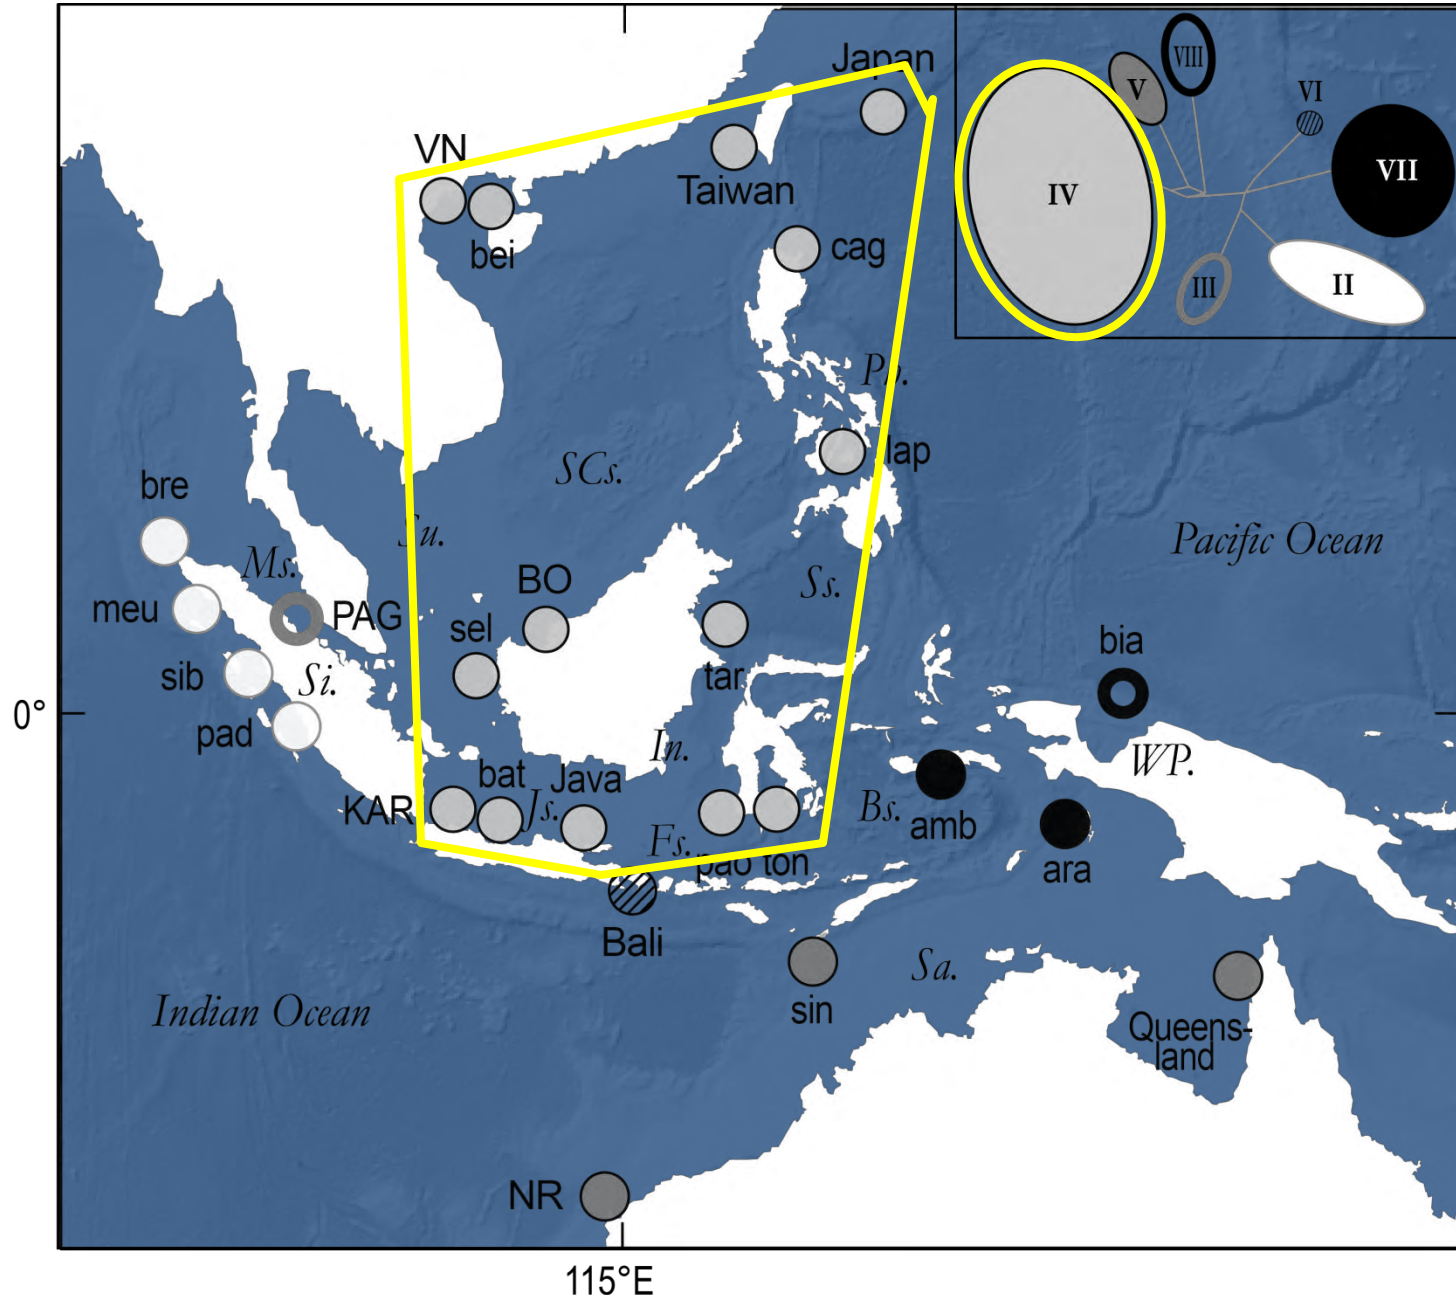 Japan
VIII
V
VI
VII
IV
VN
Taiwan
bei
cag
III
II
Pb.
lap
SCs.
bre
Su.
Pacific Ocean
Ms.
Ss.
BO
meu
PAG
sel
bia
sib
Si.
tar
0°
pad
In.
WP.
bat
Java
KAR
Js.
Bs.
amb
Fs.
pao
ton
ara
Bali
Sa.
sin
Indian Ocean
Queens-
land
NR
115°E